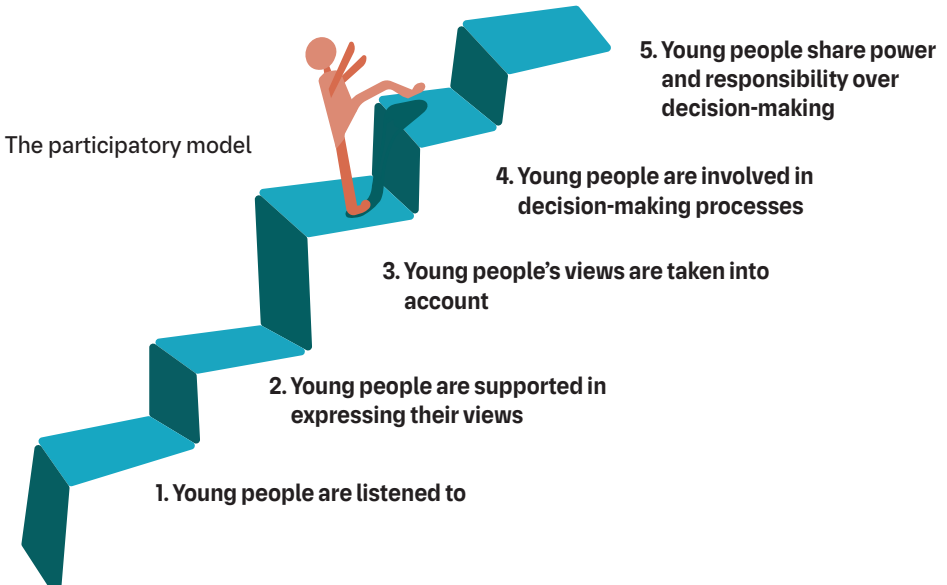 The participatory model
5. Young people share power
and responsibility over
decision-making
4. Young people are involved in
decision-making processes
3. Young people’s views are taken into
account
2. Young people are supported in
expressing their views
1. Young people are listened to